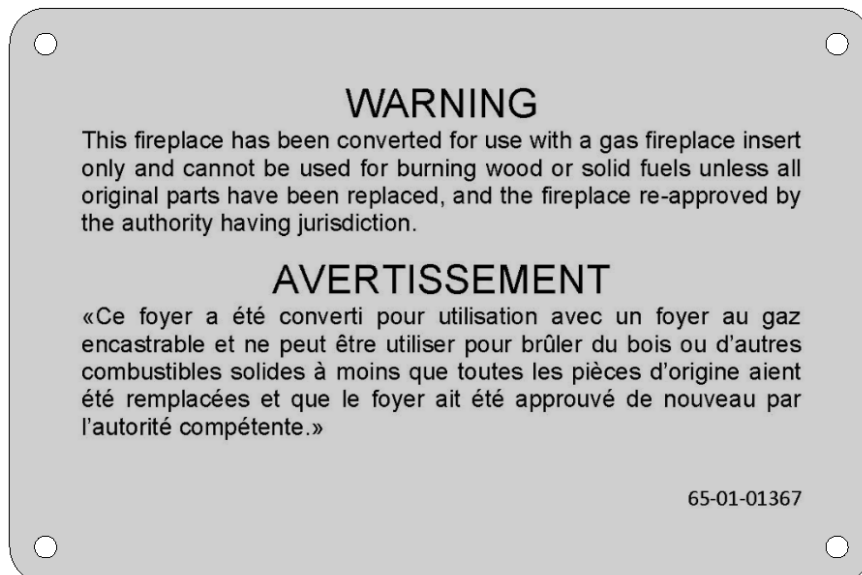 WARNING
This fireplace has been converted for use with a gas fireplace insert
only and cannot be used for burning wood or solid fuels unless all
original parts have been replaced, and the fireplace re-approved by
the authority having jurisdiction.
AVERTISSEMENT
«Ce foyer a été converti pour utilisation avec un foyer au gaz
encastrable et ne peut être utiliser pour brûler du bois ou d’autres
combustibles solides à moins que toutes les pièces d’origine aient
été remplacées et que le foyer ait été approuvé de nouveau par
l’autorité compétente.»
65-01-01367